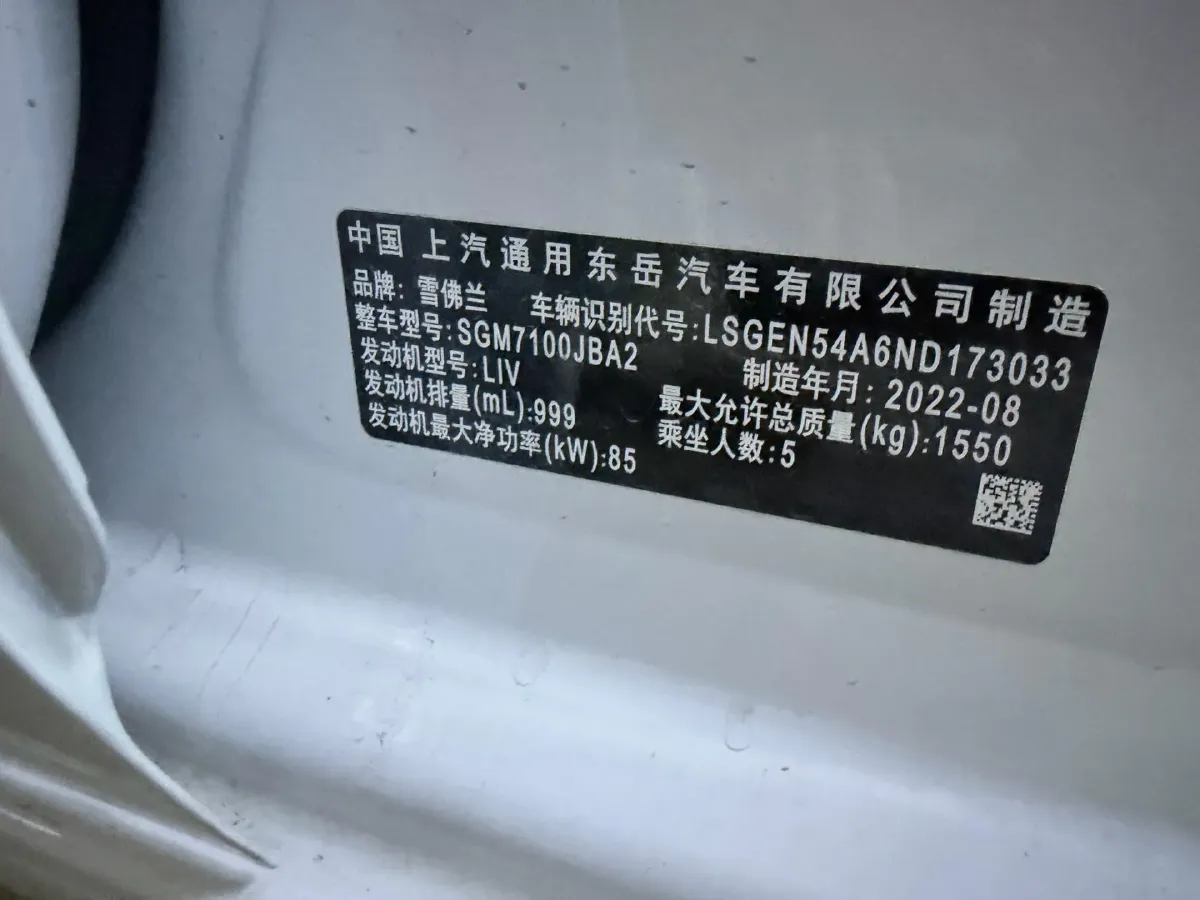 中国 上汽通用东岳汽车有限公司制造
品牌: 雪佛兰 车辆识别代号:LSGEN54A6ND173033
整车型号:SGM7100JBA2 制造年月: 2022-08
发动机型号:LIV 最大允许总质量(kg):1550
发动机排量(mL):999 乘坐人数:5
发动机最大净功率(kW):85